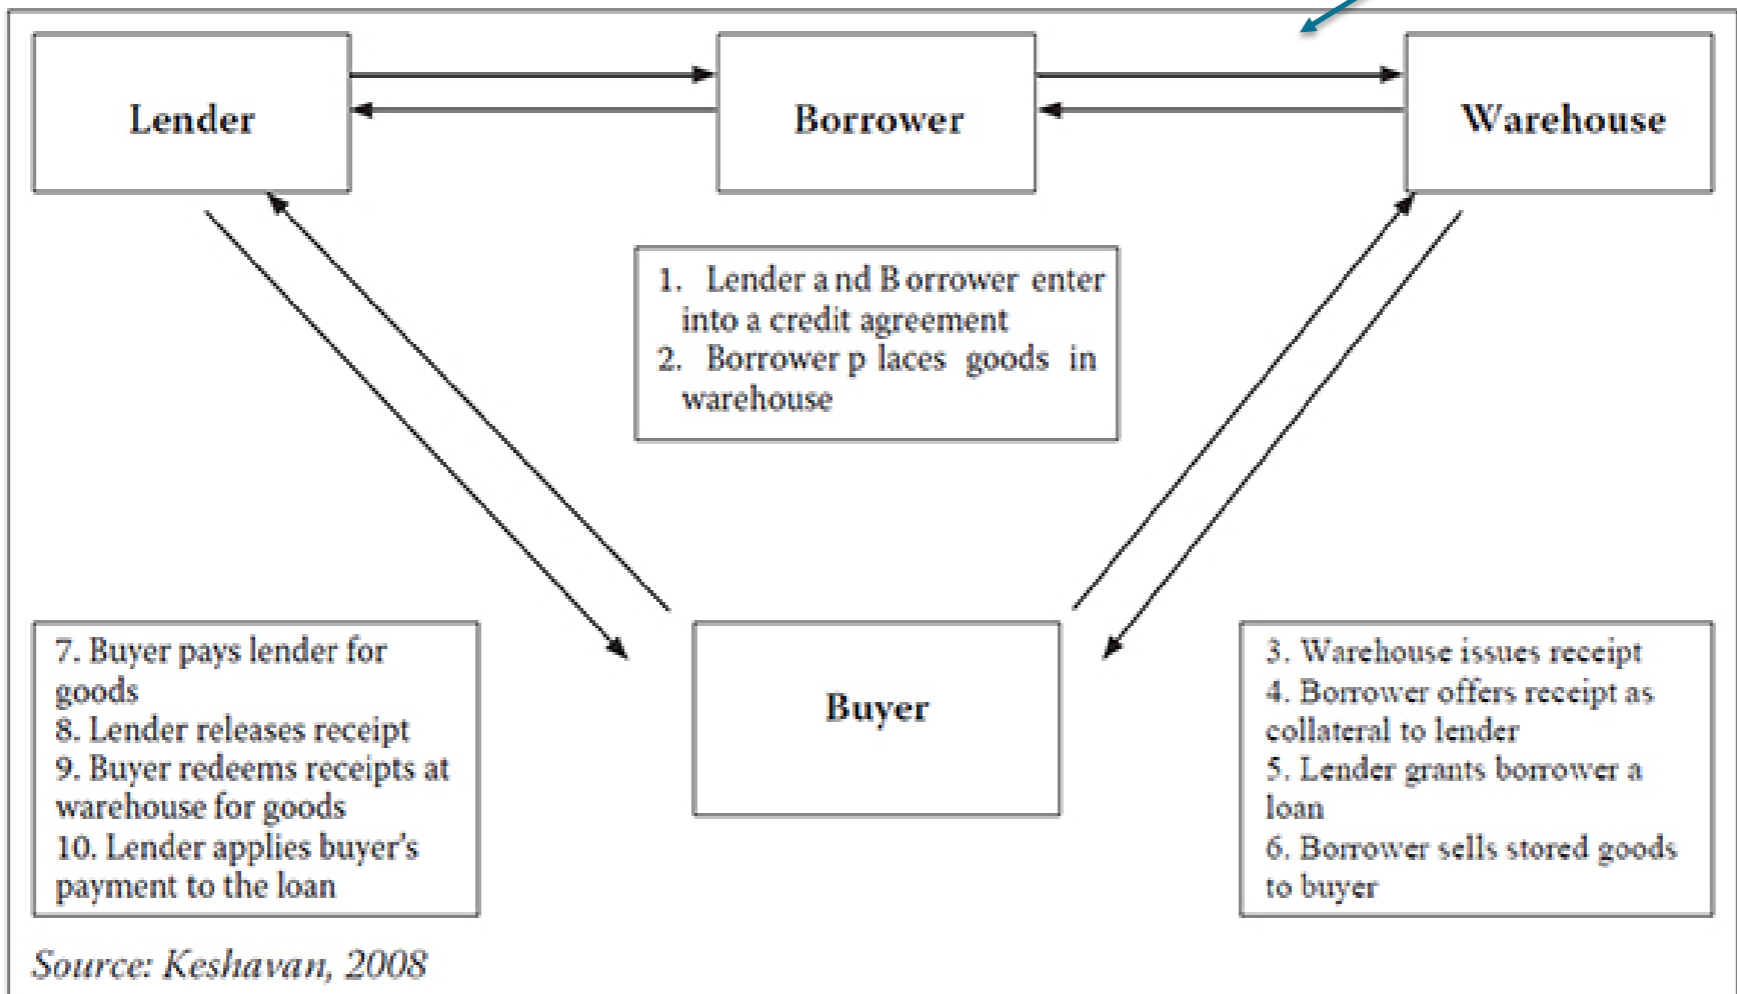 Lender
Borrower
Warehouse
1. Lender and Borrower enter
into a credit agreement
2. Borrower places goods in
warehouse
7. Buyer pays lender for
goods
8. Lender releases receipt
9. Buyer redeems receipts at
warehouse for goods
10. Lender applies buyer's
payment to the loan
Buyer
3. Warehouse issues receipt
4. Borrower offers receipt as
collateral to lender
5. Lender grants borrower a
loan
6. Borrower sells stored goods
to buyer
Source: Keshavan, 2008